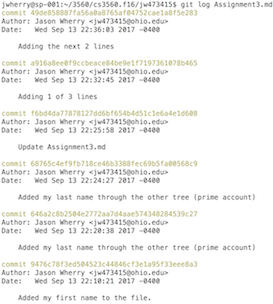 jwherry@sp-001:~/3560/cs3560.f16/jw473415$ git log Assignment3.md
commit 49de858887fa56a0a8765af04752cae1a8f5e283
Author: Jason Wherry <jw473415@ohio.edu>
Date: Wed Sep 13 22:36:03 2017 -0400
Adding the next 2 lines
commit a916a8ee0f9ccbeace84be9e1f7197361078b465
Author: Jason Wherry <jw473415@ohio.edu>
Date: Wed Sep 13 22:32:45 2017 -0400
Adding 1 of 3 lines
commit f6bd4da77878127dd6bf654b4d51c1e6a4e1d608
Author: Jason Wherry <jw473415@ohio.edu>
Date: Wed Sep 13 22:25:58 2017 -0400
Update Assignment3.md
commit 68765c4ef9fb718ce46b3388fec69b5fa00568c9
Author: Jason Wherry <jw473415@ohio.edu>
Date: Wed Sep 13 22:24:27 2017 -0400
Added my last name through the other tree (prime account)
commit 646a2c8b2504e2772aa7d4aae574348284539c27
Author: Jason Wherry <jw473415@ohio.edu>
Date: Wed Sep 13 22:20:38 2017 -0400
Added my last name through the other tree (prime account)
commit 9476c78f3ed504523c44846cf3e1a95f33eee8a3
Author: Jason Wherry <jw473415@ohio.edu>
Date: Wed Sep 13 22:10:21 2017 -0400
Added my first name to the file.